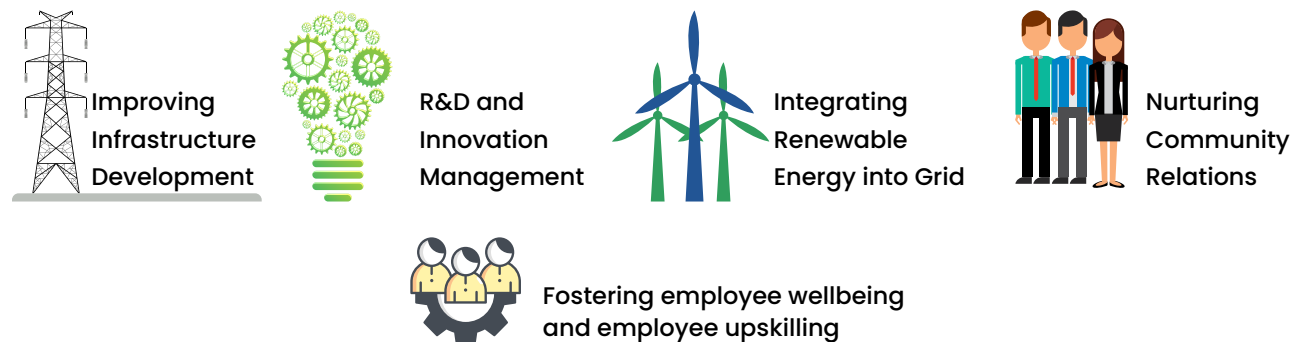 Improving
Infrastructure
Development
R&D and
Innovation
Management
Integrating
Renewable
Energy into Grid
Nurturing
Community
Relations
Fostering employee wellbeing
and employee upskilling